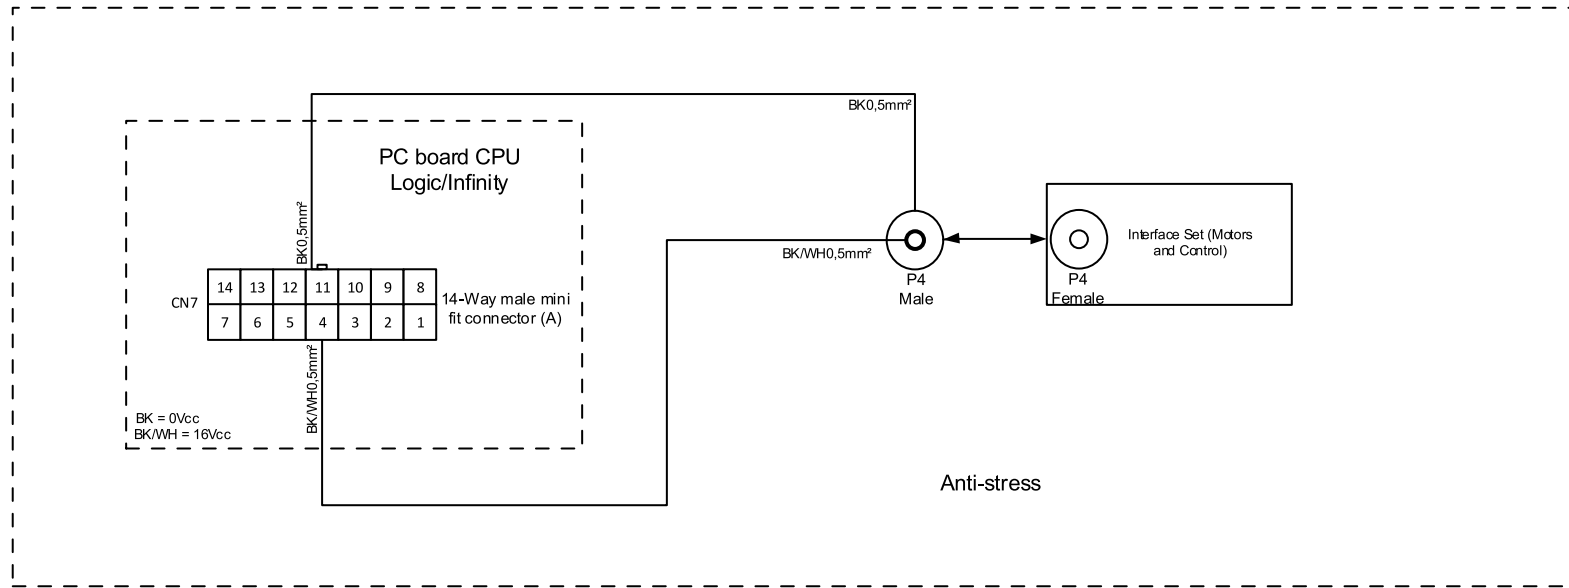 BK0,5mm²
PC board CPU
Logic/Infinity
BK0,5mm²
BK/WH0,5mm²
Interface Set (Motors
and Control)
P4
Male
P4
Female
CN7
14 13 12 11 10 9 8
7 6 5 4 3 2 1
14-Way male mini
fit connector (A)
BK/WH0,5mm²
BK = 0Vcc
BK/WH = 16Vcc
Anti-stress